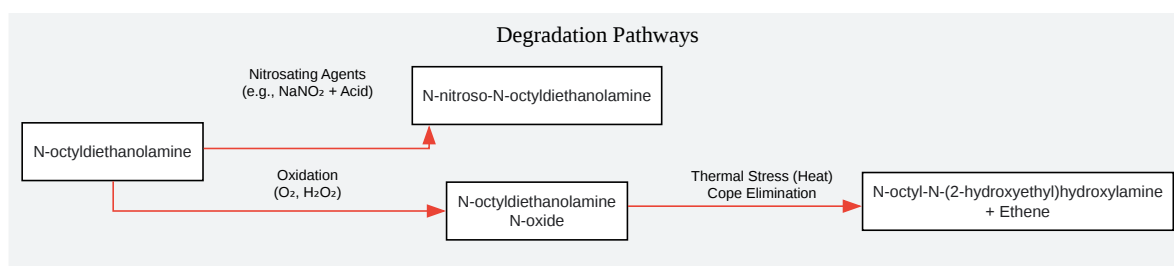 Degradation Pathways
Nitrosating Agents
(e.g., NaNO₂ + Acid)
N-nitroso-N-octyldiethanolamine
N-octyldiethanolamine
Oxidation
(O₂, H₂O₂)
N-octyldiethanolamine
N-oxide
Thermal Stress (Heat)
Cope Elimination
N-octyl-N-(2-hydroxyethyl)hydroxylamine
+ Ethene